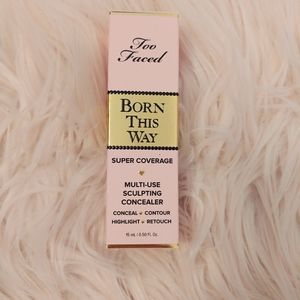 Too
Faced
BORN
THIS
WAY
SUPER COVERAGE
MULTI-USE
SCULPTING
CONCEALER
CONCEAL CONTOUR
HIGHLIGHT RETOUCH
15 mL / 0.50 fl. Oz.